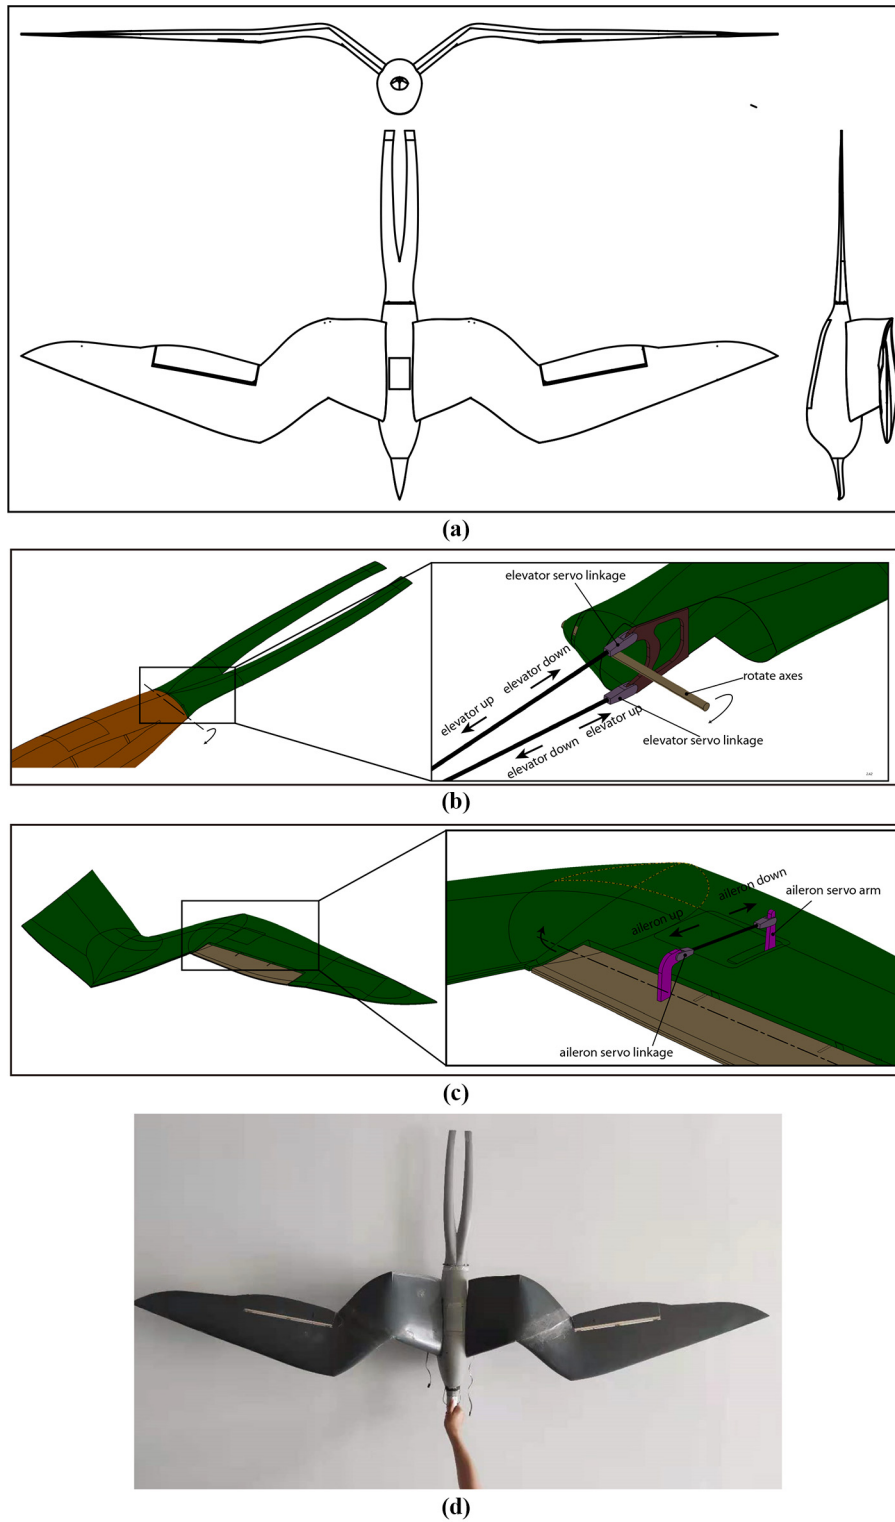 (a)
elevator servo linkage
elevator down
elevator up
rotate axes
elevator up
elevator down
elevator servo linkage
(b)
aileron down
aileron servo arm
aileron up
aileron servo linkage
(c)
(d)